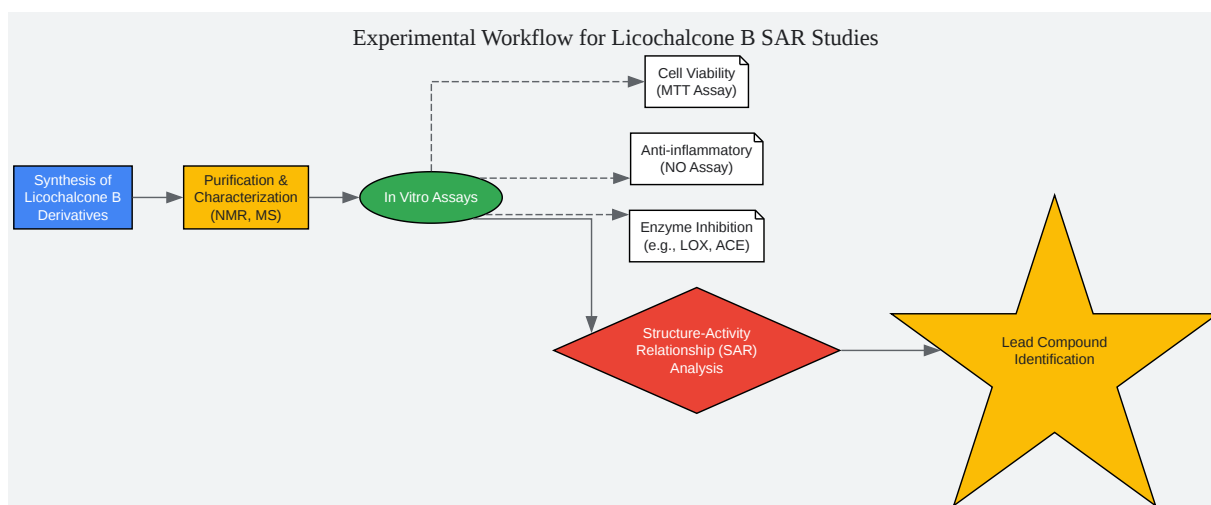 Experimental Workflow for Licochalcone B SAR Studies
Cell Viability
(MTT Assay)
Anti-inflammatory
(NO Assay)
Synthesis of
Licochalcone B
Derivatives
Purification &
Characterization
(NMR, MS)
In Vitro Assays
Enzyme Inhibition
(e.g., LOX, ACE)
Structure-Activity
Relationship (SAR)
Analysis
Lead Compound
Identification